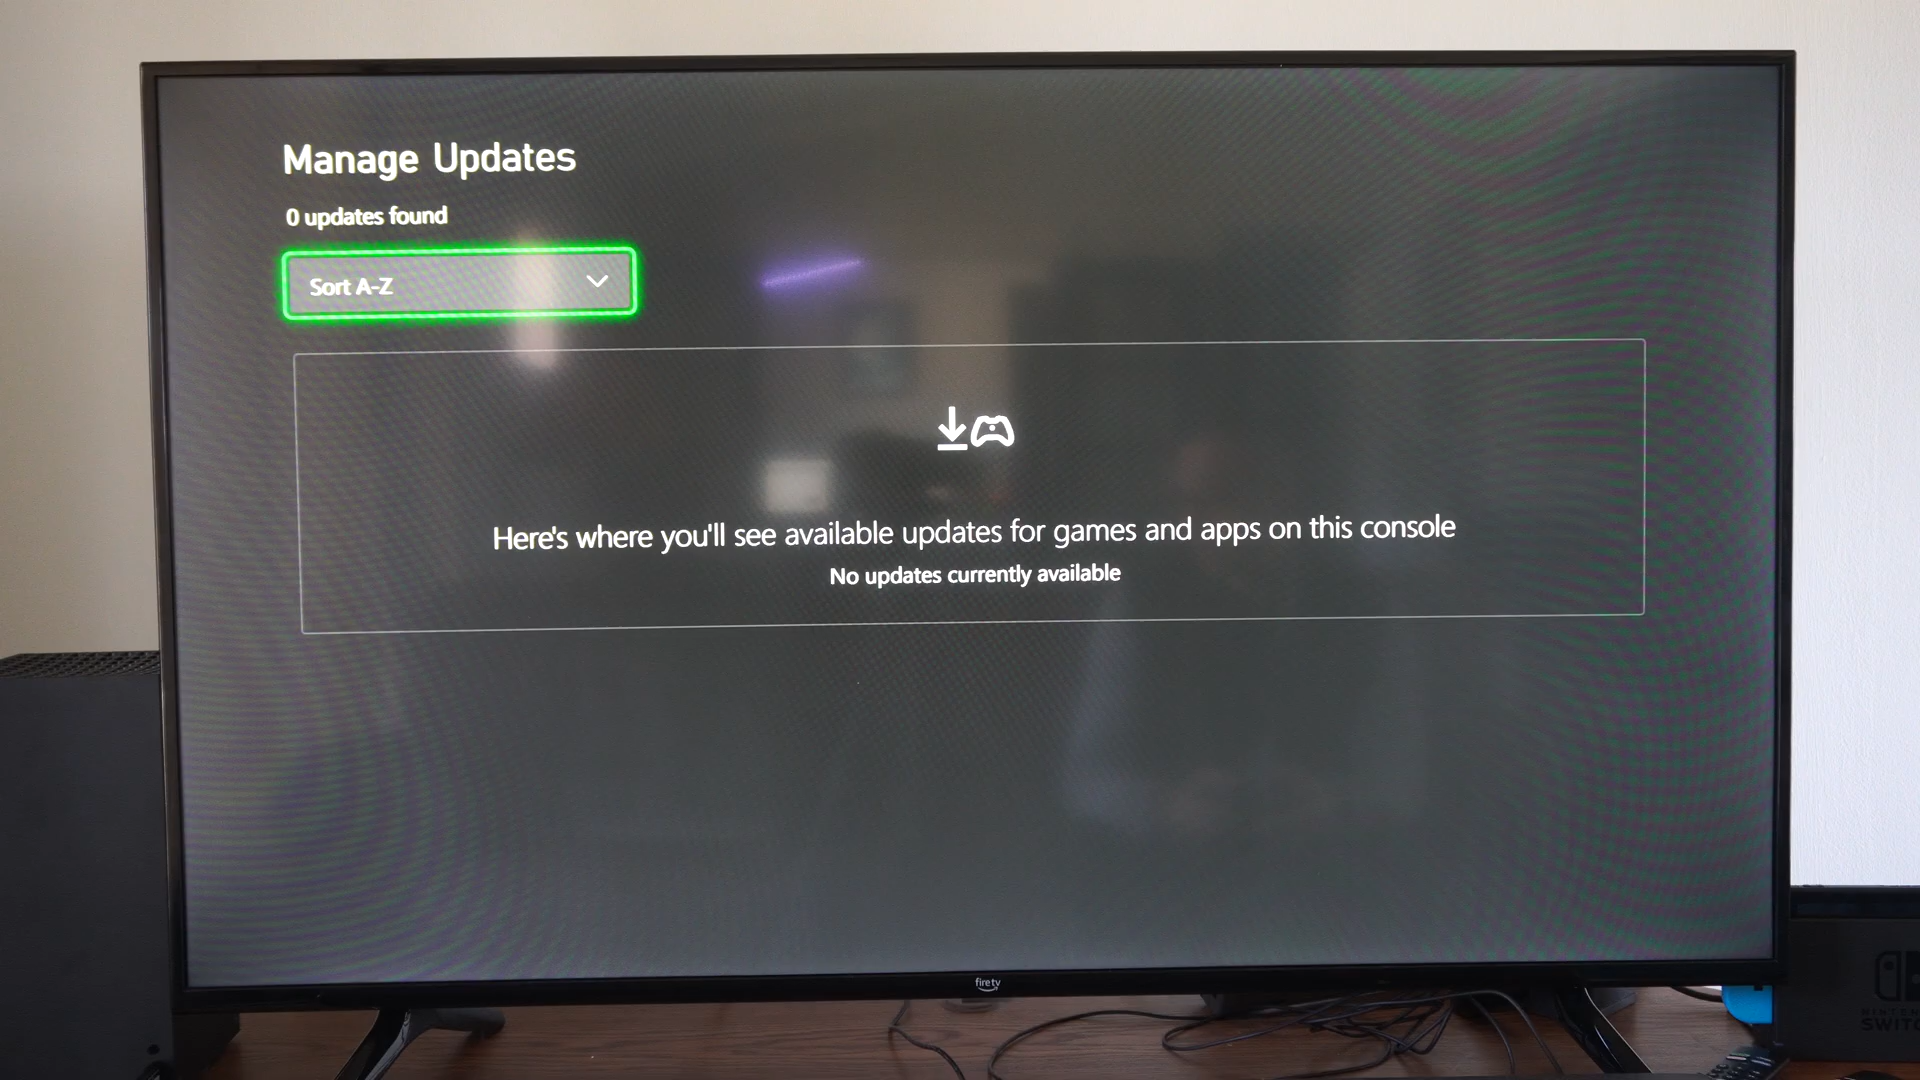 Manage Updates
0 updates found
Sort A-Z
Here's where you'll see available updates for games and apps on this console
No updates currently available
fire tv